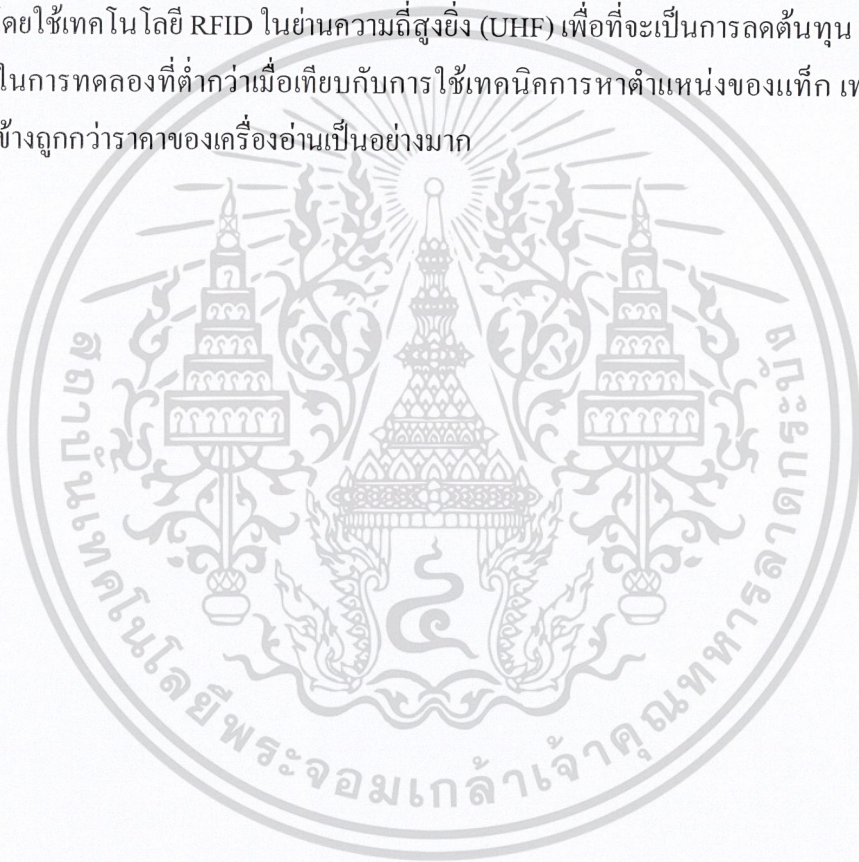 โดยใช้เทคโนโลยี RFID ในย่านความถี่สูงยิ่ง (UHF) เพื่อที่จะเป็นการลดต้นทุน
ในการทดลองที่ต่ำกว่าเมื่อเทียบกับการใช้เทคนิคการหาตำแหน่งของแท็ก
ข้างถูกกว่าราคาของเครื่องอ่านเป็นอย่างมาก
สถาบันเทคโนโลยีพระจอมเกล้าเจ้าคุณทหารลาดกระบัง